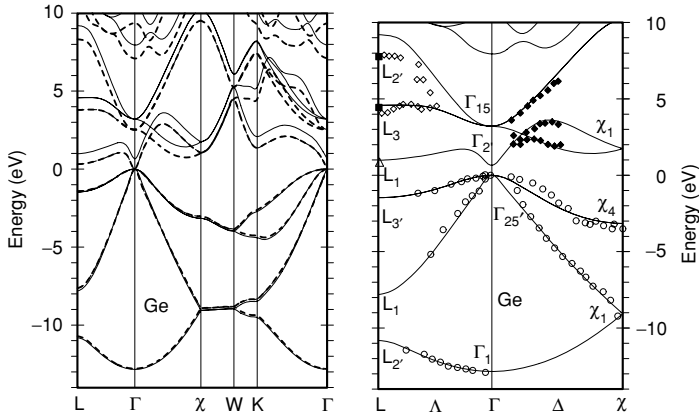 10
5
0
−5
−10
Energy (eV)
Ge
L Γ χ W K Γ
10
5
0
−5
−10
Energy (eV)
L2′
L3
L1
L3′
L1
L2′
Γ15
Γ2′
Γ25′
Γ1
χ1
χ4
χ1
Ge
L Λ Γ Δ χ